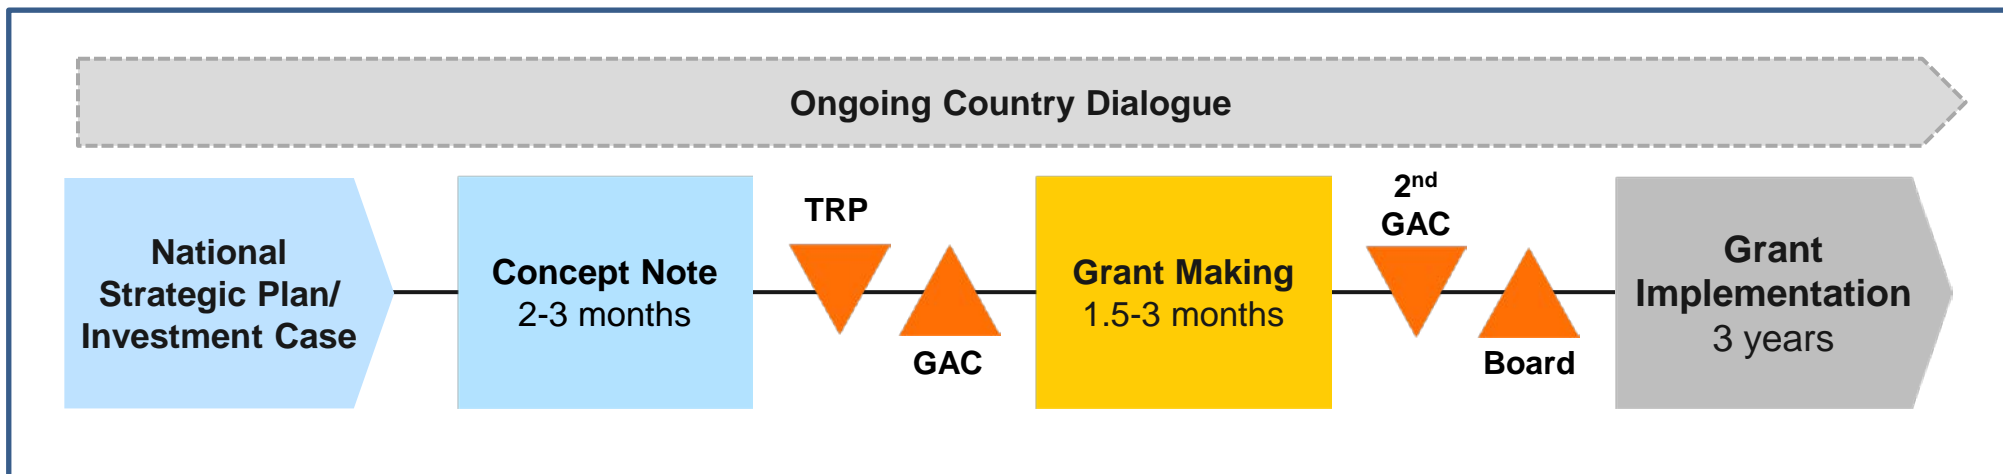 Ongoing Country Dialogue
National
Strategic Plan/
Investment Case
Concept Note
2-3 months
TRP
GAC
Grant Making
1.5-3 months
2nd
GAC
Board
Grant
Implementation
3 years